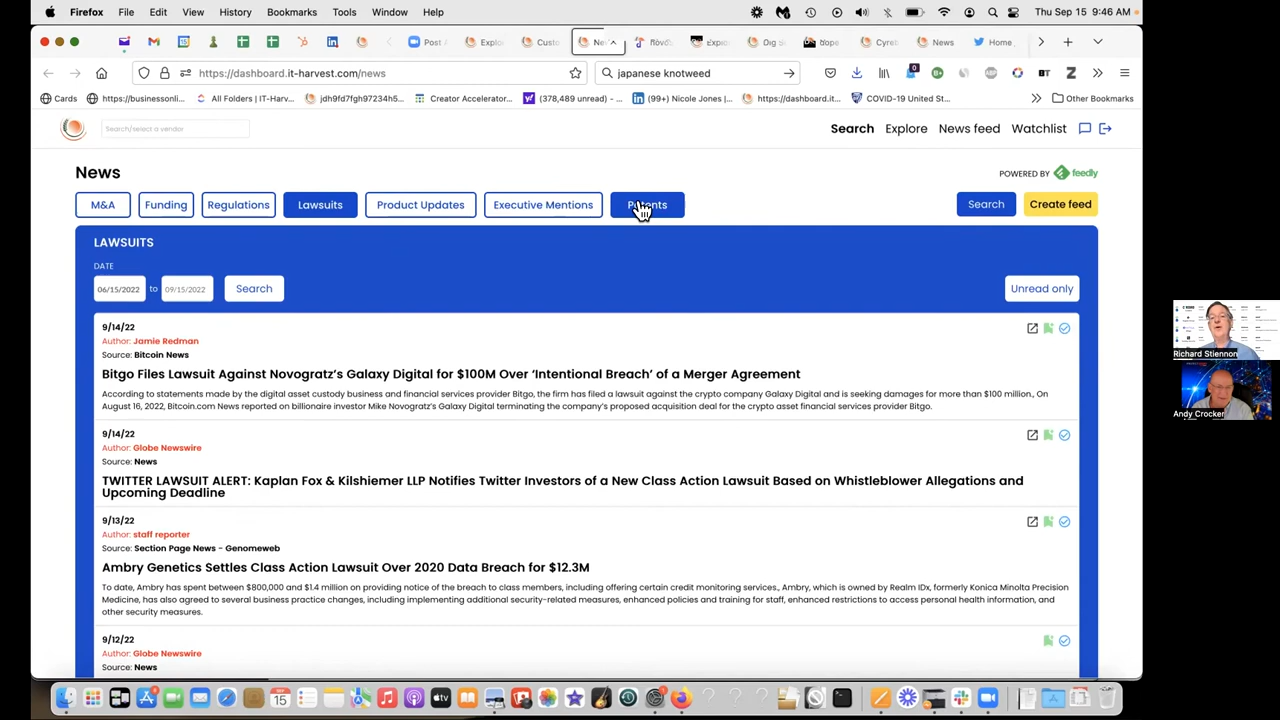 Firefox File Edit View History Bookmarks Tools Window Help Thu Sep 15 9:46 AM
Post Explo Custo Ne Explo Dig Cyreb News Home
https://dashboard.it-harvest.com/news japanese knotweed
Cards https://businessonli... All Folders | IT-Harv... jdh9fd7fgh97234h5... Creator Accelerator... (378,489 unread) - ... (99+) Nicole Jones |... https://dashboard.it... COVID-19 United St... Other Bookmarks
Search/select a vendor Search Explore News feed Watchlist
News POWERED BY feedly
M&A Funding Regulations Lawsuits Product Updates Executive Mentions Search Create feed
LAWSUITS
DATE
06/15/2022 to 09/15/2022 Search Unread only
9/14/22
Author: Jamie Redman
Source: Bitcoin News
Bitgo Files Lawsuit Against Novogratz's Galaxy Digital for $100M Over 'Intentional Breach' of a Merger Agreement
According to statements made by the digital asset custody business and financial services provider Bitgo, the firm has filed a lawsuit against the crypto company Galaxy Digital and is seeking damages for more than $100 million., On
August 16, 2022, Bitcoin.com News reported on billionaire investor Mike Novogratz's Galaxy Digital terminating the company's proposed acquisition deal for the crypto asset financial services provider Bitgo.
9/14/22
Author: Globe Newswire
Source: News
TWITTER LAWSUIT ALERT: Kaplan Fox & Kilshiemer LLP Notifies Twitter Investors of a New Class Action Lawsuit Based on Whistleblower Allegations and
Upcoming Deadline
9/13/22
Author: staff reporter
Source: Section Page News - Genomeweb
Ambry Genetics Settles Class Action Lawsuit Over 2020 Data Breach for $12.3M
To date, Ambry has spent between $800,000 and $1.4 million on providing notice of the breach to class members, including offering certain credit monitoring services., Ambry, which is owned by Realm IDx, formerly Konica Minolta Precision
Medicine, has also agreed to several business practice changes, including implementing additional security-related measures, enhanced policies and training for staff, enhanced restrictions to access personal health information, and
other security measures.
9/12/22
Author: Globe Newswire
Source: News
Richard Stiennon
Andy Crocker